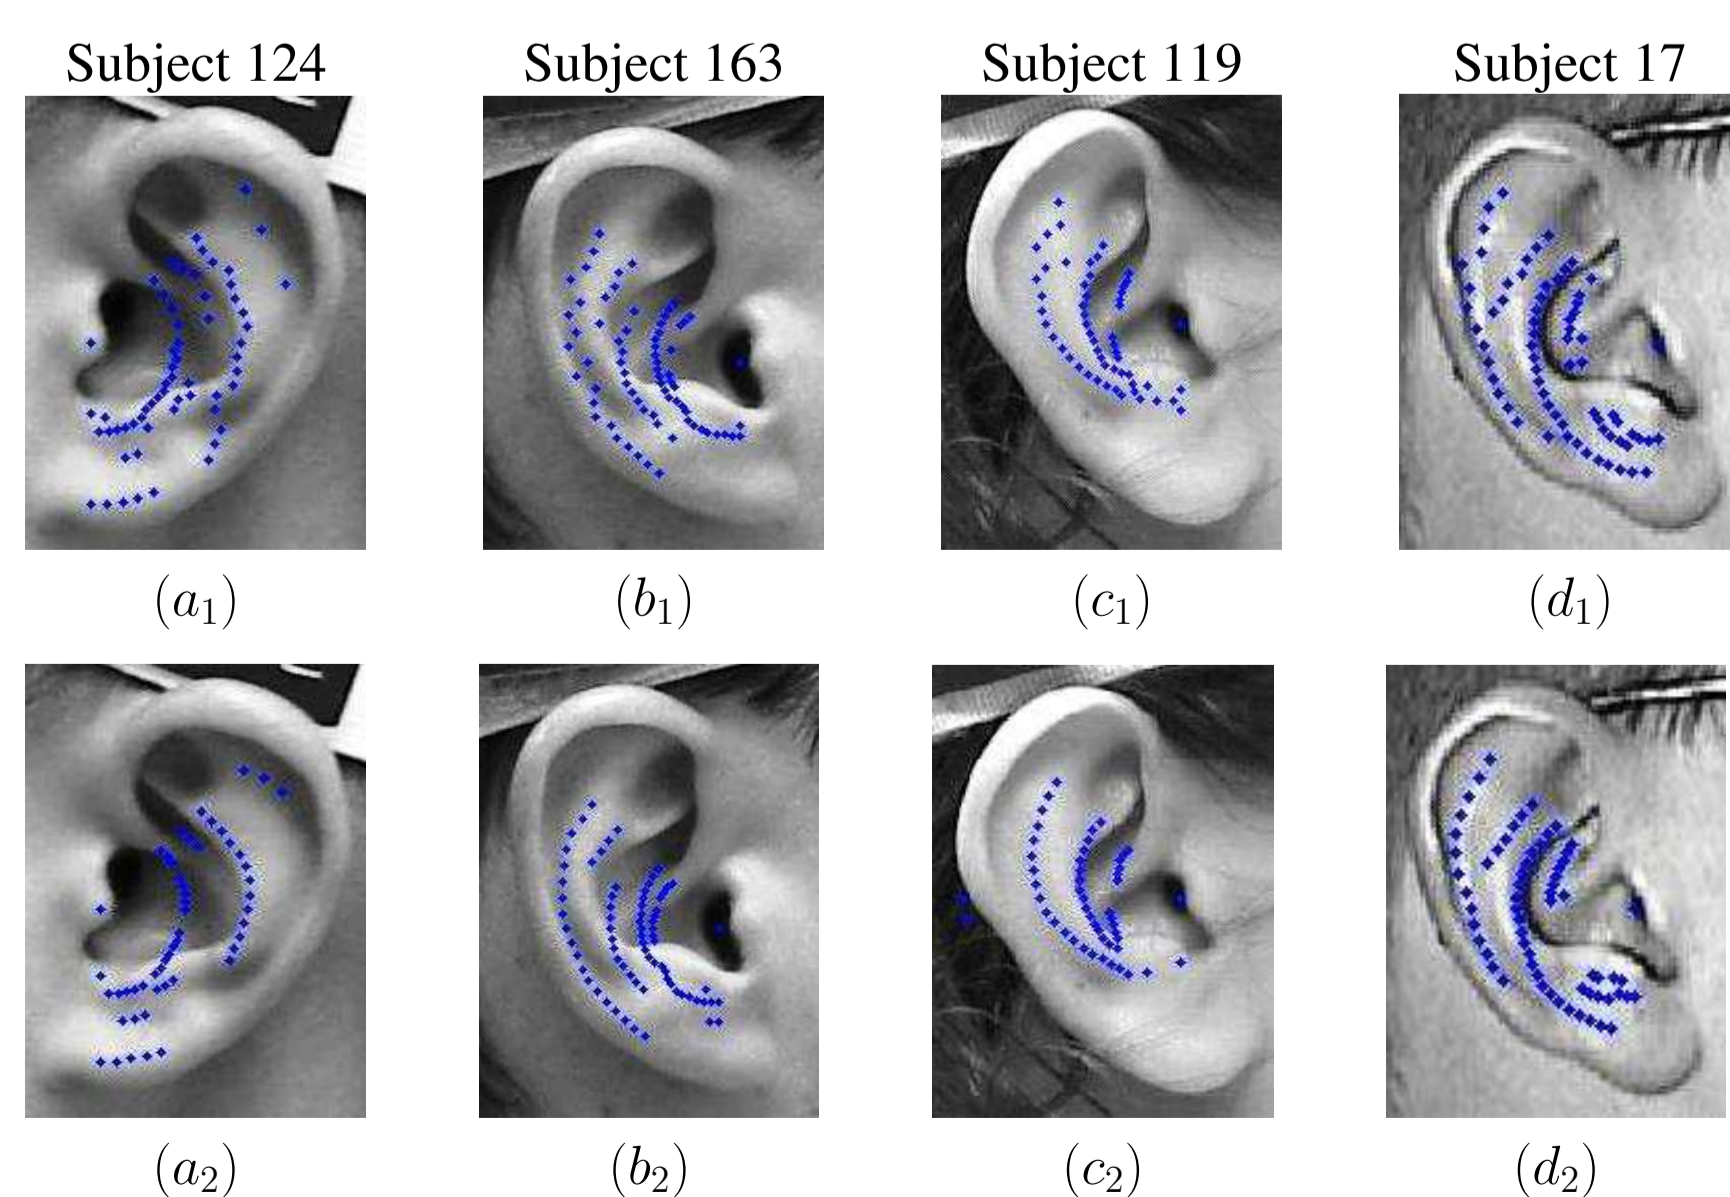 Subject 124 Subject 163 Subject 119 Subject 17
(a₁) (b₁) (c₁) (d₁)
(a₂) (b₂) (c₂) (d₂)